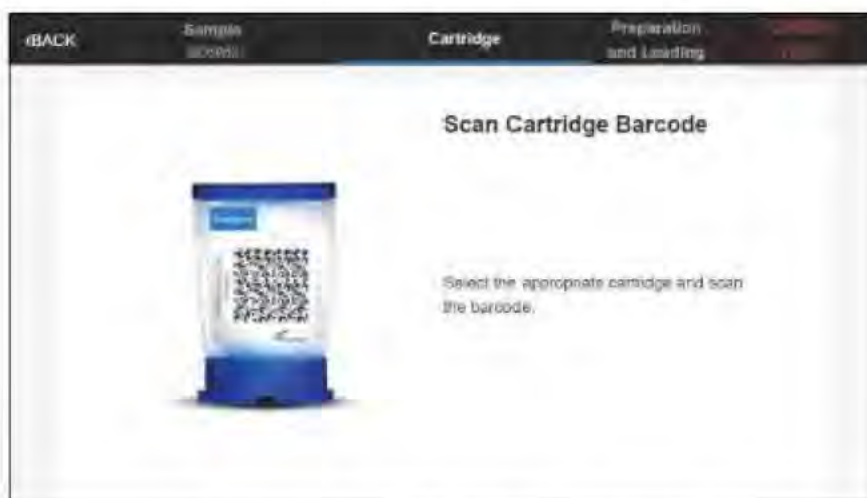 ‹BACK
Sample
Cartridge
Preparation
and Loading
Scan Cartridge Barcode
Select the appropriate cartridge and scan
the barcode.